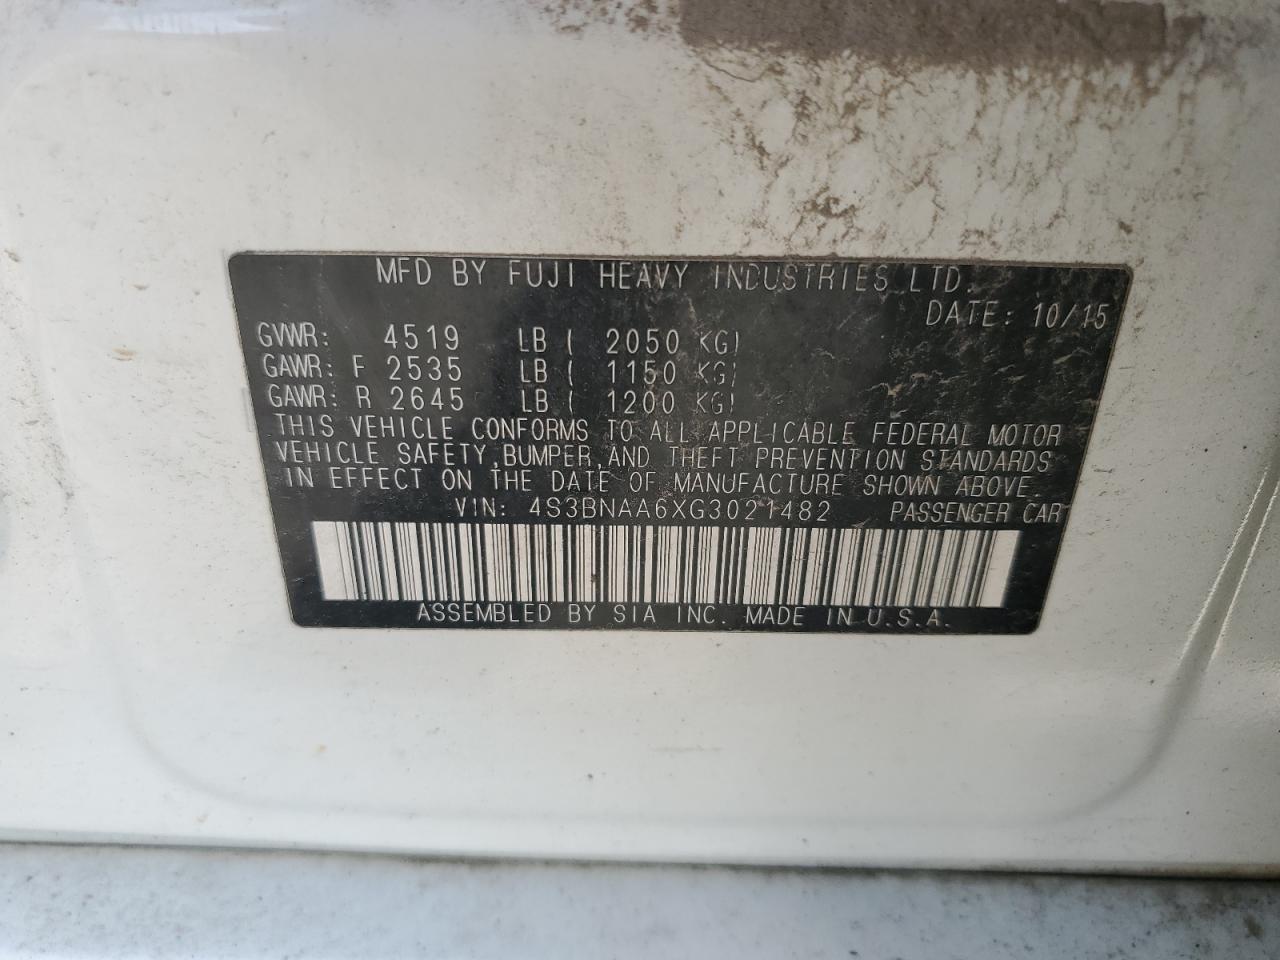 MFD BY FUJI HEAVY INDUSTRIES LTD.
DATE: 10/15
GVWR: 4519 LB ( 2050 KG)
GAWR: F 2535 LB ( 1150 KG)
GAWR: R 2645 LB ( 1200 KG)
THIS VEHICLE CONFORMS TO ALL APPLICABLE FEDERAL MOTOR
VEHICLE SAFETY, BUMPER, AND THEFT PREVENTION STANDARDS
IN EFFECT ON THE DATE OF MANUFACTURE SHOWN ABOVE.
VIN: 4S3BNAA6XG3021482 PASSENGER CAR
ASSEMBLED BY SIA INC. MADE IN U.S.A.